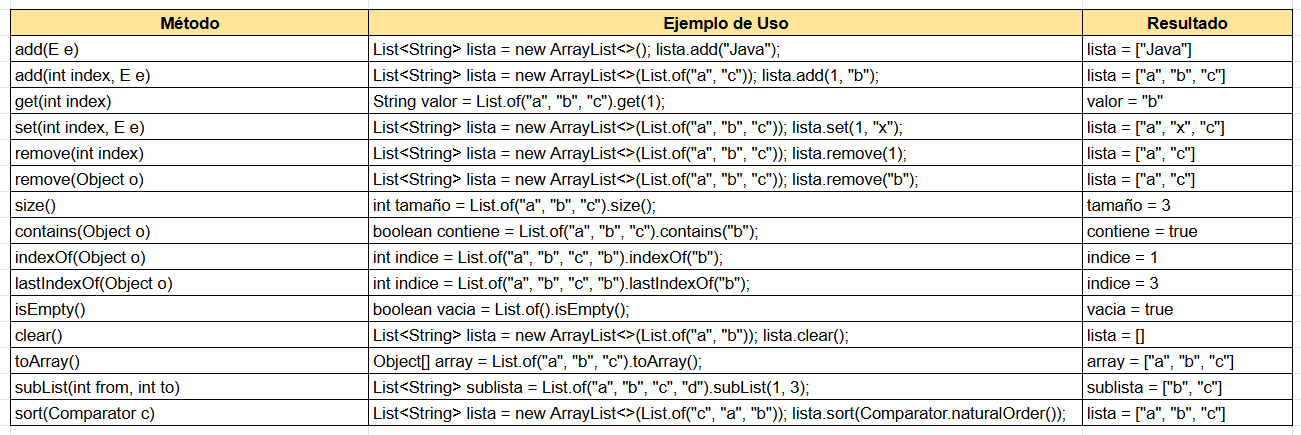 Método Ejemplo de Uso Resultado
add(E e) List<String> lista = new ArrayList<>(); lista.add("Java"); lista = ["Java"]
add(int index, E e) List<String> lista = new ArrayList<>(List.of("a", "c")); lista.add(1, "b"); lista = ["a", "b", "c"]
get(int index) String valor = List.of("a", "b", "c").get(1); valor = "b"
set(int index, E e) List<String> lista = new ArrayList<>(List.of("a", "b", "c")); lista.set(1, "x"); lista = ["a", "x", "c"]
remove(int index) List<String> lista = new ArrayList<>(List.of("a", "b", "c")); lista.remove(1); lista = ["a", "c"]
remove(Object o) List<String> lista = new ArrayList<>(List.of("a", "b", "c")); lista.remove("b"); lista = ["a", "c"]
size() int tamaño = List.of("a", "b", "c").size(); tamaño = 3
contains(Object o) boolean contiene = List.of("a", "b", "c").contains("b"); contiene = true
indexOf(Object o) int indice = List.of("a", "b", "c", "b").indexOf("b"); indice = 1
lastIndexOf(Object o) int indice = List.of("a", "b", "c", "b").lastIndexOf("b"); indice = 3
isEmpty() boolean vacia = List.of().isEmpty(); vacia = true
clear() List<String> lista = new ArrayList<>(List.of("a", "b")); lista.clear(); lista = []
toArray() Object[] array = List.of("a", "b", "c").toArray(); array = ["a", "b", "c"]
subList(int from, int to) List<String> sublista = List.of("a", "b", "c", "d").subList(1, 3); sublista = ["b", "c"]
sort(Comparator c) List<String> lista = new ArrayList<>(List.of("c", "a", "b")); lista.sort(Comparator.naturalOrder()); lista = ["a", "b", "c"]